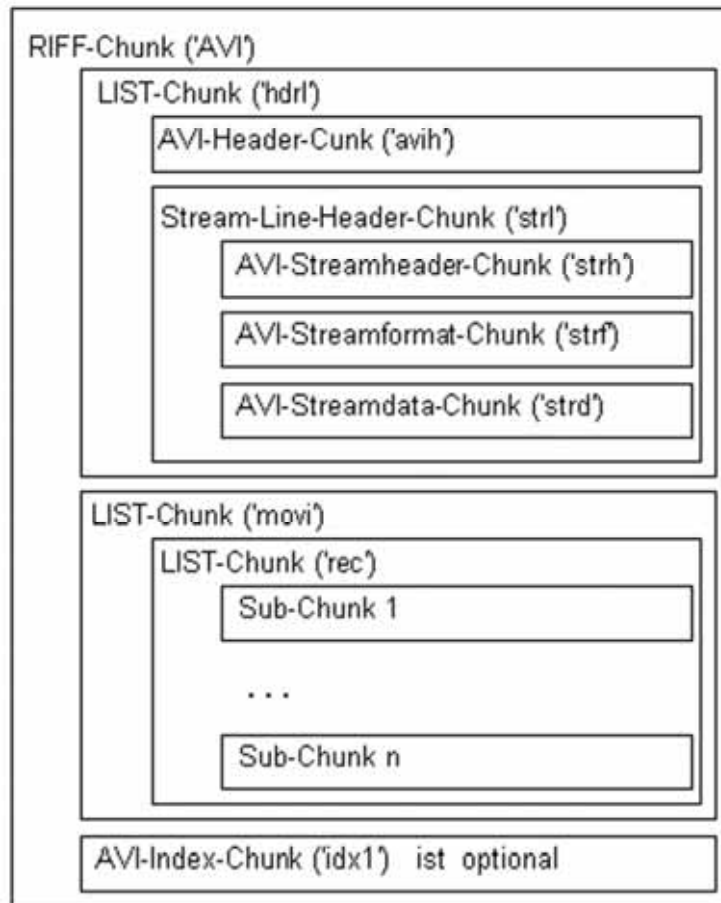 RIFF-Chunk ('AVI')
LIST-Chunk ('hdrl')
AVI-Header-Cunk ('avih')
Stream-Line-Header-Chunk ('strl')
AVI-Streamheader-Chunk ('strh')
AVI-Streamformat-Chunk ('strf')
AVI-Streamdata-Chunk ('strd')
LIST-Chunk ('movi')
LIST-Chunk ('rec')
Sub-Chunk 1
. . .
Sub-Chunk n
AVI-Index-Chunk ('idx1') ist optional